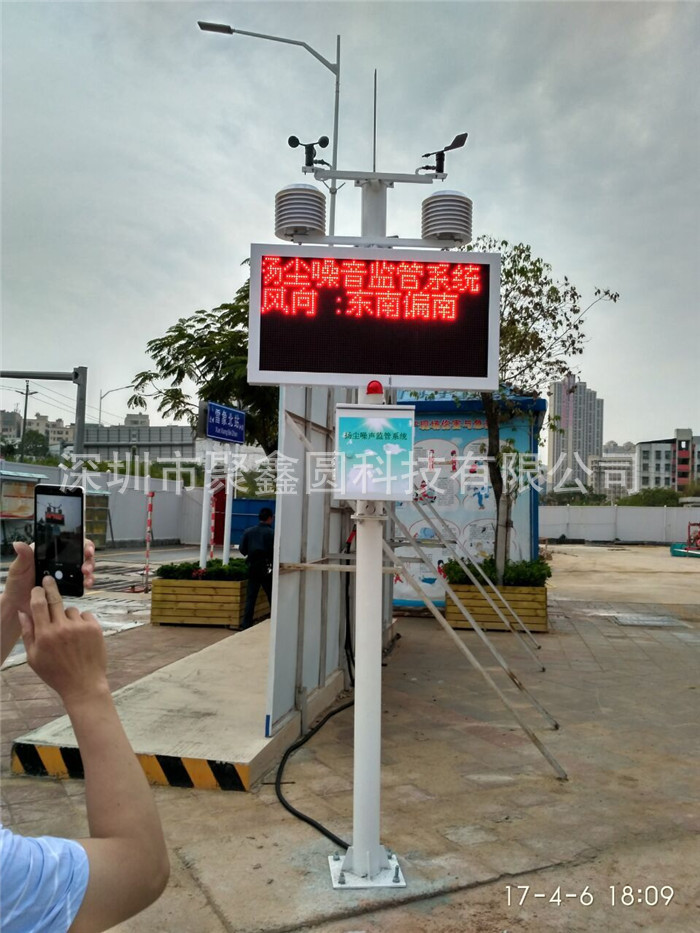 扬尘噪音监管系统
风向 :东南偏南
扬尘噪声监管系统
深圳市聚鑫圆科技有限公司
17-4-6 18:09